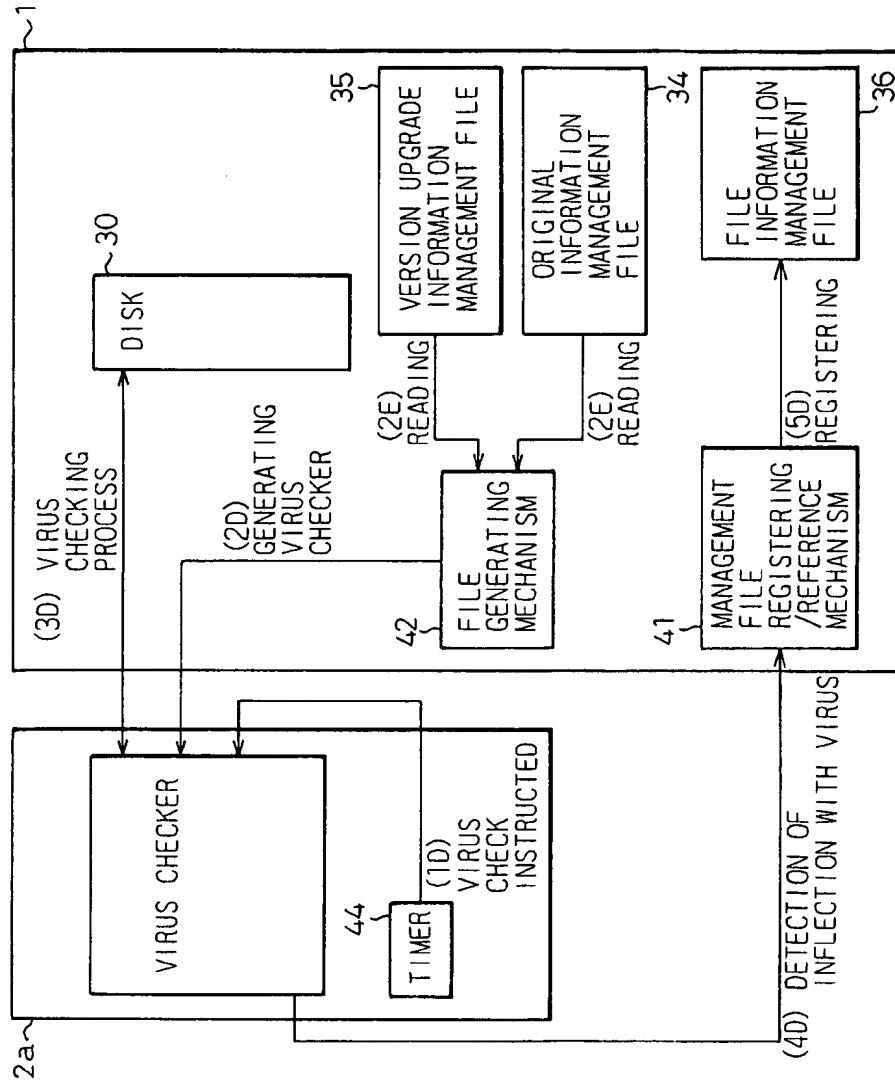 1
2a
VIRUS CHECKER
44
TIMER
(1D) VIRUS
CHECK
INSTRUCTED
(3D) VIRUS
CHECKING
PROCESS
30
DISK
(2D)
GENERATING
VIRUS
CHECKER
42
FILE
GENERATING
MECHANISM
(2E)
READING
35
VERSION UPGRADE
INFORMATION
MANAGEMENT FILE
(2E)
READING
34
ORIGINAL
INFORMATION
MANAGEMENT
FILE
(4D) DETECTION OF
INFLECTION WITH VIRUS
41
MANAGEMENT
FILE
REGISTERING
/REFERENCE
MECHANISM
(5D)
REGISTERING
36
FILE
INFORMATION
MANAGEMENT
FILE